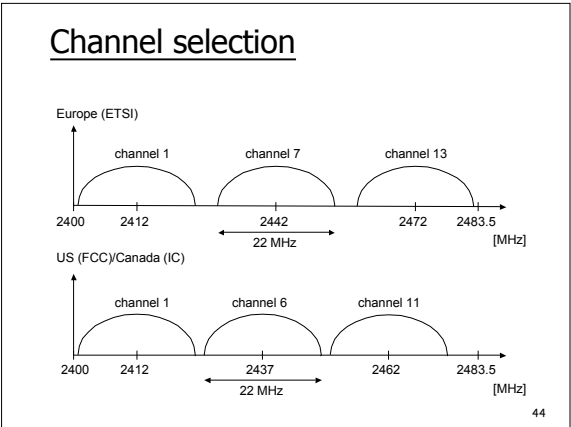 Channel selection
Europe (ETSI)
channel 1 channel 7 channel 13
2400 2412 2442 2472 2483.5
22 MHz [MHz]
US (FCC)/Canada (IC)
channel 1 channel 6 channel 11
2400 2412 2437 2462 2483.5
22 MHz [MHz]
44